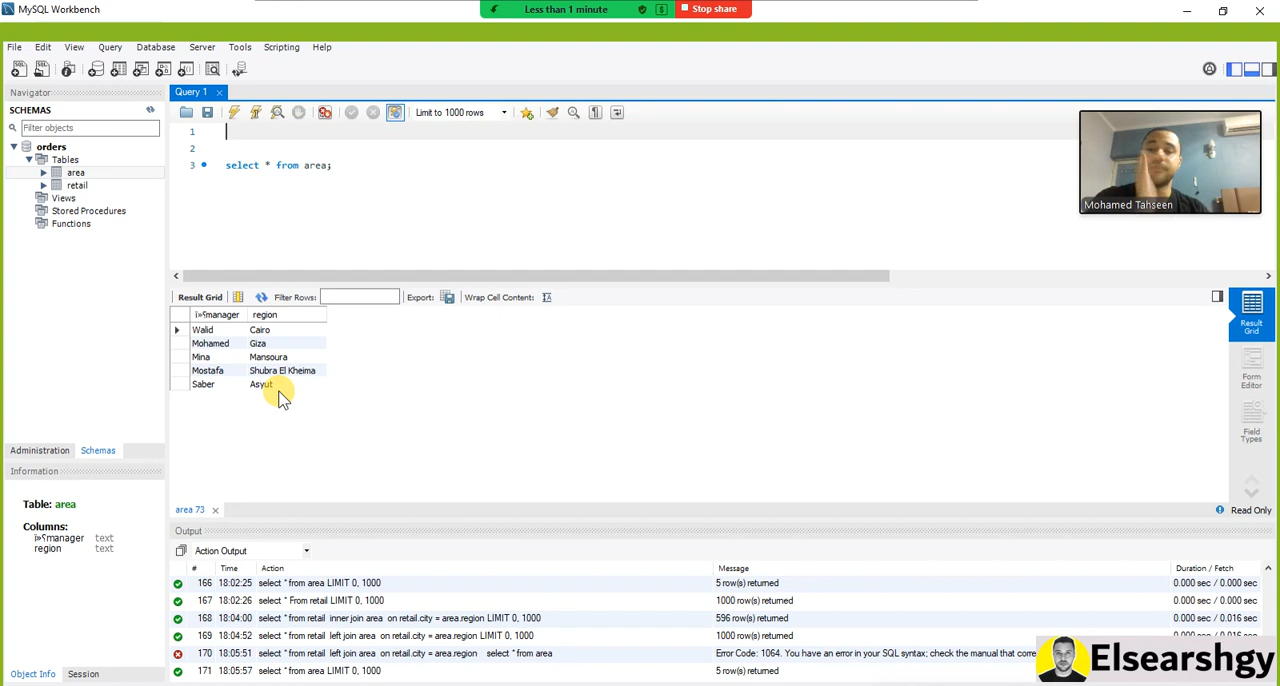 MySQL Workbench
Less than 1 minute
Stop share
File Edit View Query Database Server Tools Scripting Help
Navigator
Query 1
SCHEMAS
Limit to 1000 rows
Filter objects
orders
Tables
area
retail
Views
Stored Procedures
Functions
1
2
3 select * from area;
Mohamed Tahseen
Result Grid Filter Rows: Export: Wrap Cell Content:
ï»؟manager region
Walid Cairo
Mohamed Giza
Mina Mansoura
Mostafa Shubra El Kheima
Saber Asyut
Result Grid
Form Editor
Field Types
Administration Schemas
Information
Table: area
Columns:
ï»؟manager text
region text
area 73
Read Only
Output
Action Output
# Time Action Message Duration / Fetch
166 18:02:25 select * from area LIMIT 0, 1000 5 row(s) returned 0.000 sec / 0.000 sec
167 18:02:26 select * From retail LIMIT 0, 1000 1000 row(s) returned 0.000 sec / 0.000 sec
168 18:04:00 select * from retail inner join area on retail.city = area.region LIMIT 0, 1000 596 row(s) returned 0.000 sec / 0.016 sec
169 18:04:52 select * from retail left join area on retail.city = area.region LIMIT 0, 1000 1000 row(s) returned 0.000 sec / 0.016 sec
170 18:05:51 select * from retail left join area on retail.city = area.region select * from area Error Code: 1064. You have an error in your SQL syntax; check the manual that corre
171 18:05:57 select * from area LIMIT 0, 1000 5 row(s) returned
Elsearshgy
Object Info Session